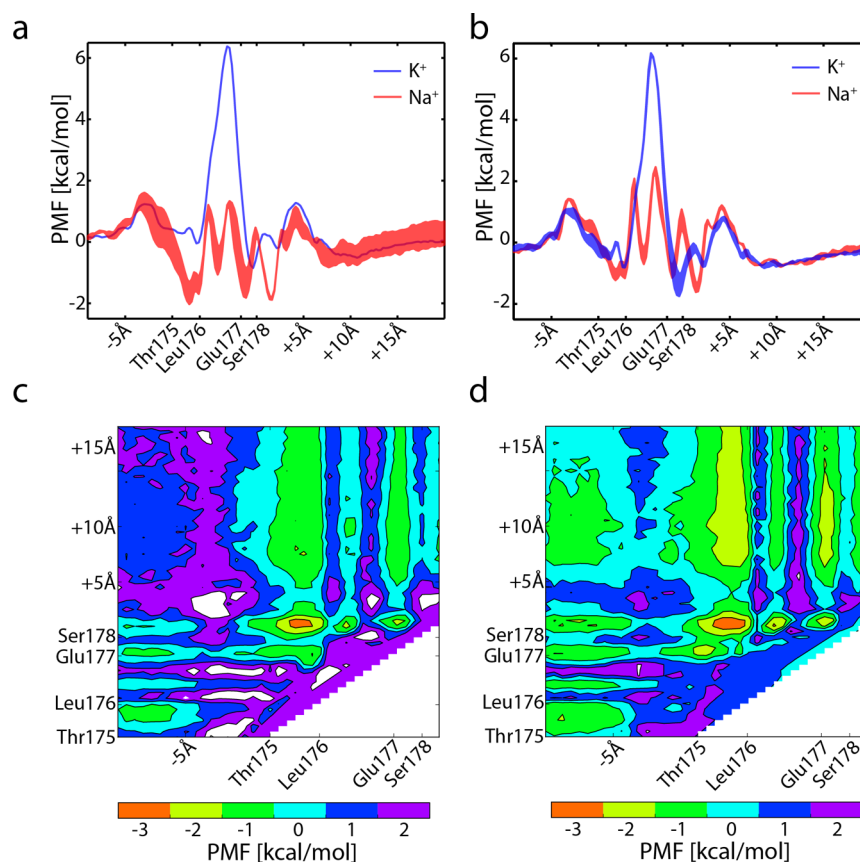 a
PMF [kcal/mol]
6
4
2
0
-2
K⁺
Na⁺
-5Å
Thr175
Leu176
Glu177
Ser178
+5Å
+10Å
+15Å
b
PMF [kcal/mol]
6
4
2
0
-2
K⁺
Na⁺
-5Å
Thr175
Leu176
Glu177
Ser178
+5Å
+10Å
+15Å
c
+15Å
+10Å
+5Å
Ser178
Glu177
Leu176
Thr175
-5Å
Thr175
Leu176
Glu177
Ser178
-3 -2 -1 0 1 2
PMF [kcal/mol]
d
+15Å
+10Å
+5Å
Ser178
Glu177
Leu176
Thr175
-5Å
Thr175
Leu176
Glu177
Ser178
-3 -2 -1 0 1 2
PMF [kcal/mol]